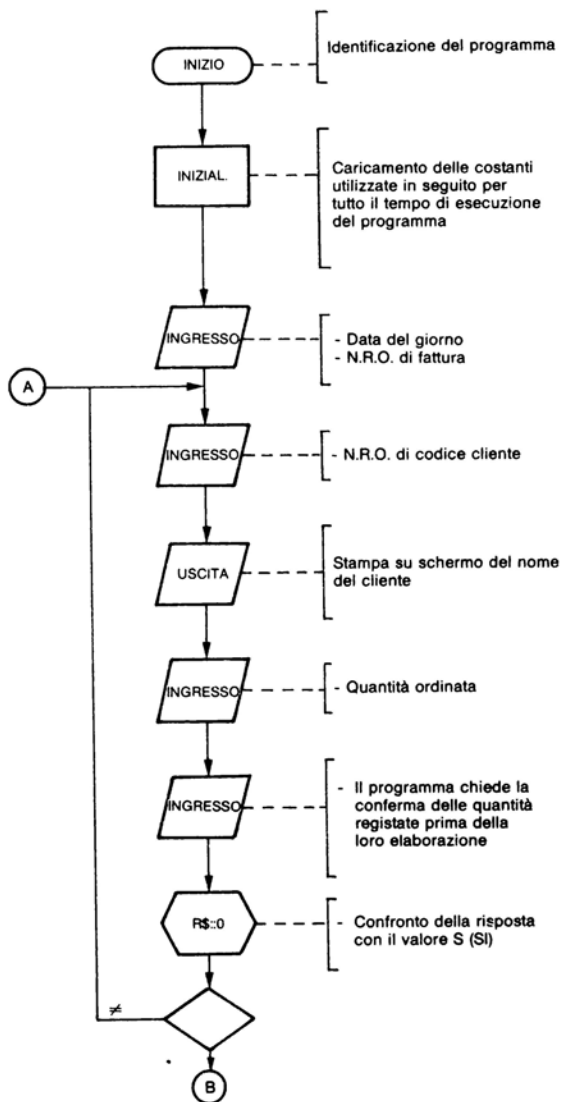 INIZIO
Identificazione del programma
INIZIAL.
Caricamento delle costanti
utilizzate in seguito per
tutto il tempo di esecuzione
del programma
INGRESSO
- Data del giorno
- N.R.O. di fattura
A
INGRESSO
- N.R.O. di codice cliente
USCITA
Stampa su schermo del nome
del cliente
INGRESSO
- Quantità ordinata
INGRESSO
- Il programma chiede la
conferma delle quantità
registate prima della
loro elaborazione
R$::0
- Confronto della risposta
con il valore S (SI)
≠
B